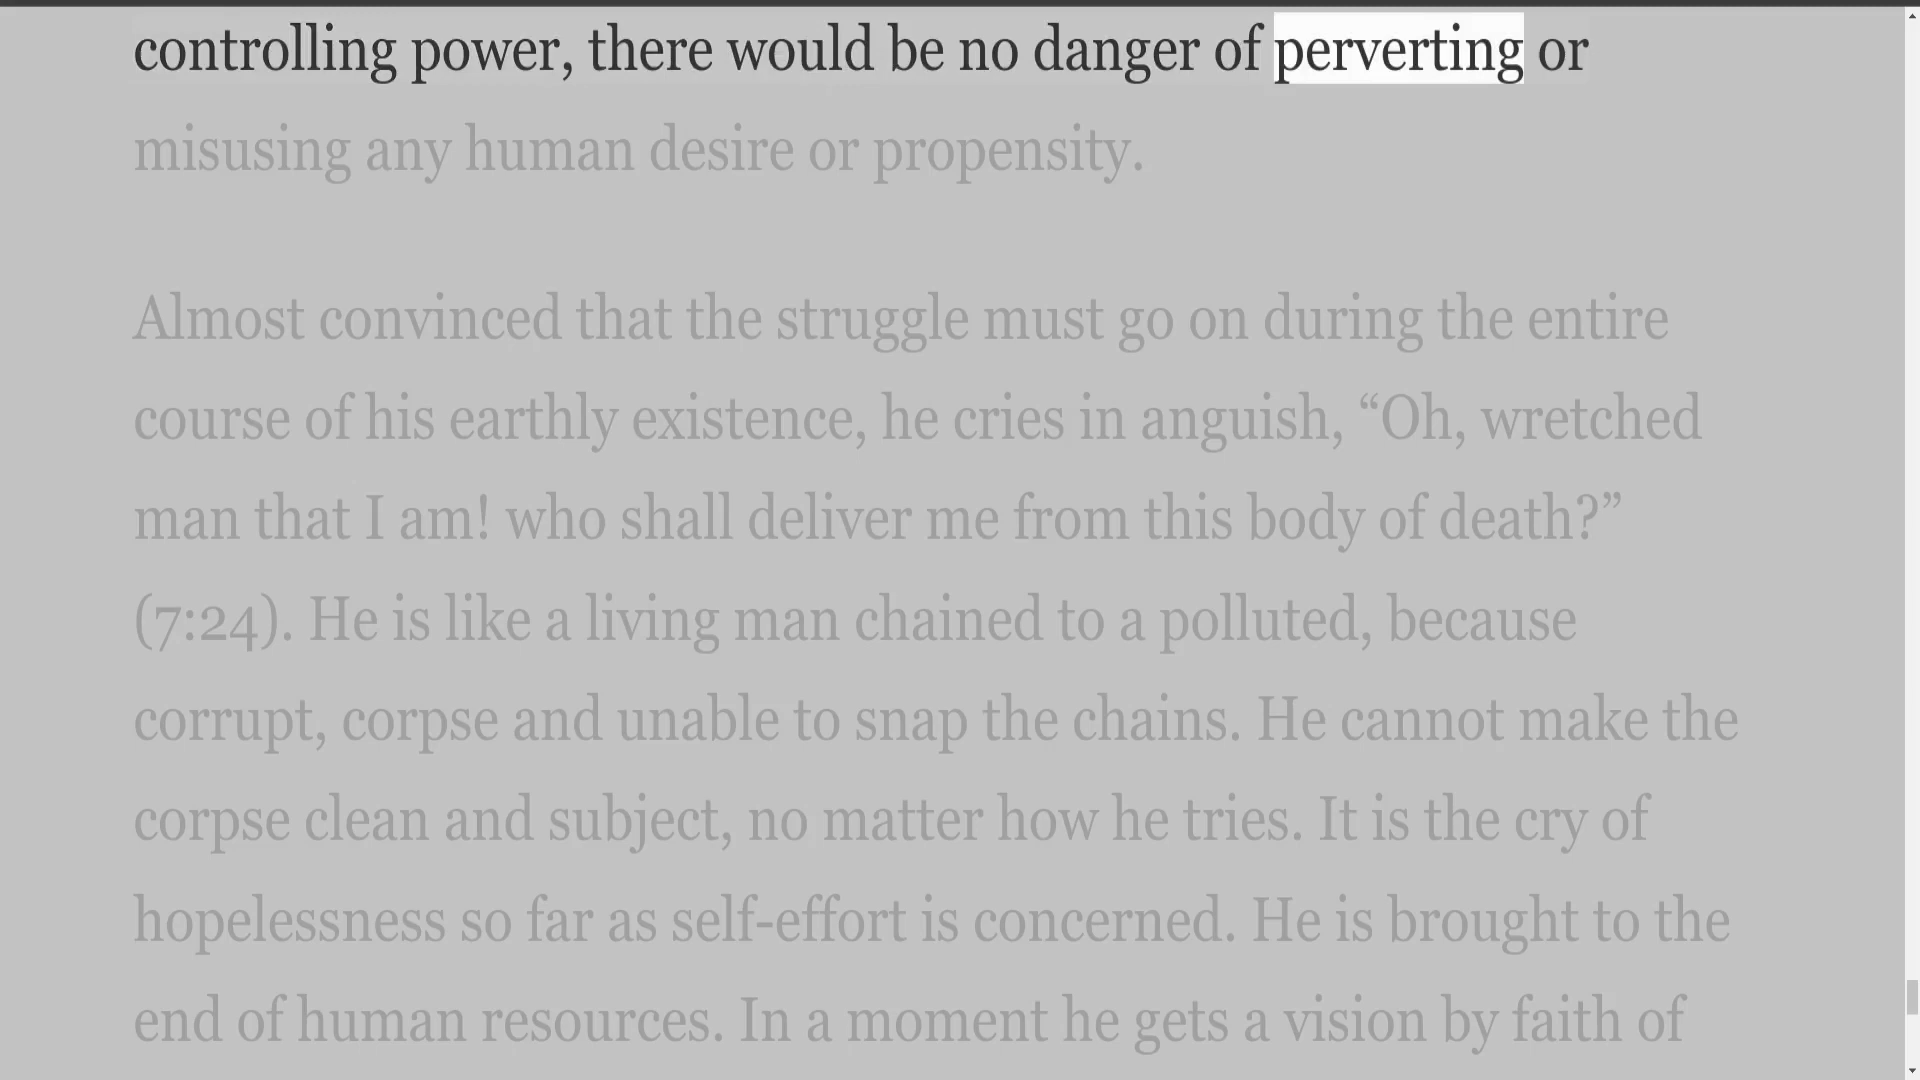 controlling power, there would be no danger of perverting or
misusing any human desire or propensity.
Almost convinced that the struggle must go on during the entire
course of his earthly existence, he cries in anguish, “Oh, wretched
man that I am! who shall deliver me from this body of death?”
(7:24). He is like a living man chained to a polluted, because
corrupt, corpse and unable to snap the chains. He cannot make the
corpse clean and subject, no matter how he tries. It is the cry of
hopelessness so far as self-effort is concerned. He is brought to the
end of human resources. In a moment he gets a vision by faith of